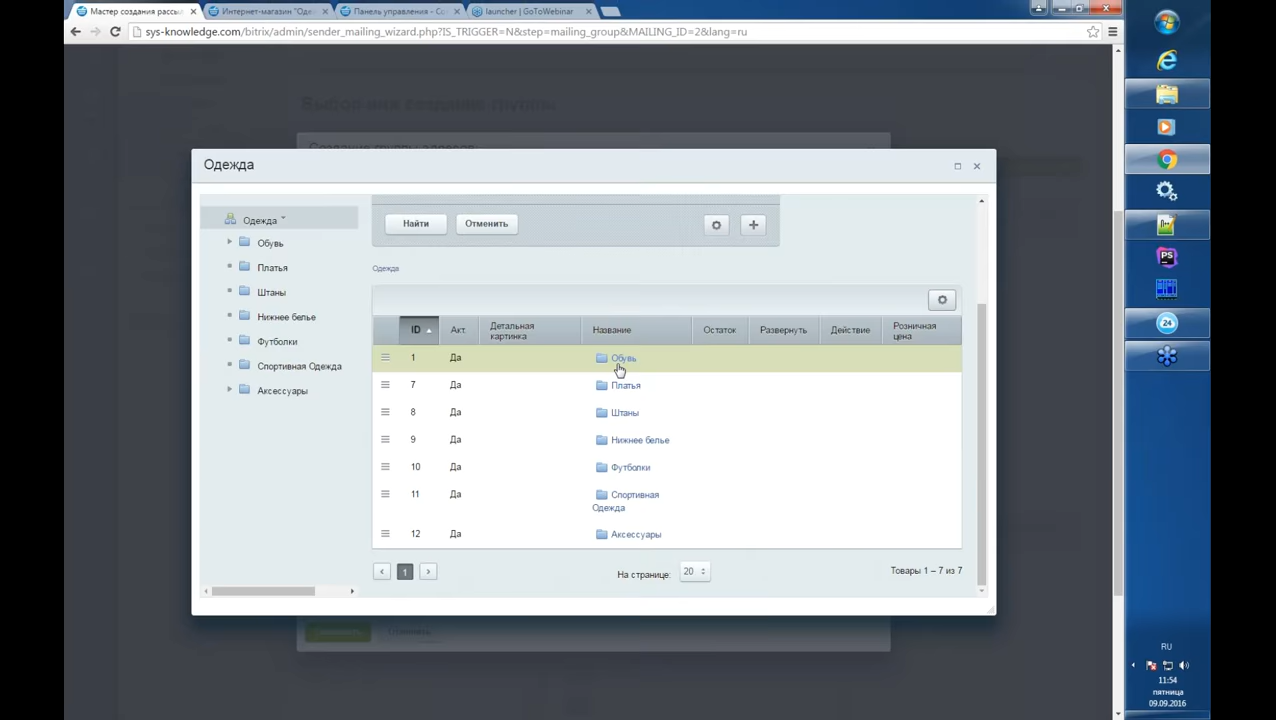 Мастер создания рассы
Интернет-магазин "Оде
Панель управления - Co
launcher | GoToWebinar
sys-knowledge.com/bitrix/admin/sender_mailing_wizard.php?IS_TRIGGER=N&step=mailing_group&MAILING_ID=2&lang=ru
Одежда
Одежда
Обувь
Платья
Штаны
Нижнее белье
Футболки
Спортивная Одежда
Аксессуары
Найти
Отменить
Одежда
ID
Акт.
Детальная
картинка
Название
Остаток
Развернуть
Действие
Розничная
цена
1 Да Обувь
7 Да Платья
8 Да Штаны
9 Да Нижнее белье
10 Да Футболки
11 Да Спортивная
Одежда
12 Да Аксессуары
1
На странице: 20
Товары 1 – 7 из 7
PS
24
RU
11:54
пятница
09.09.2016